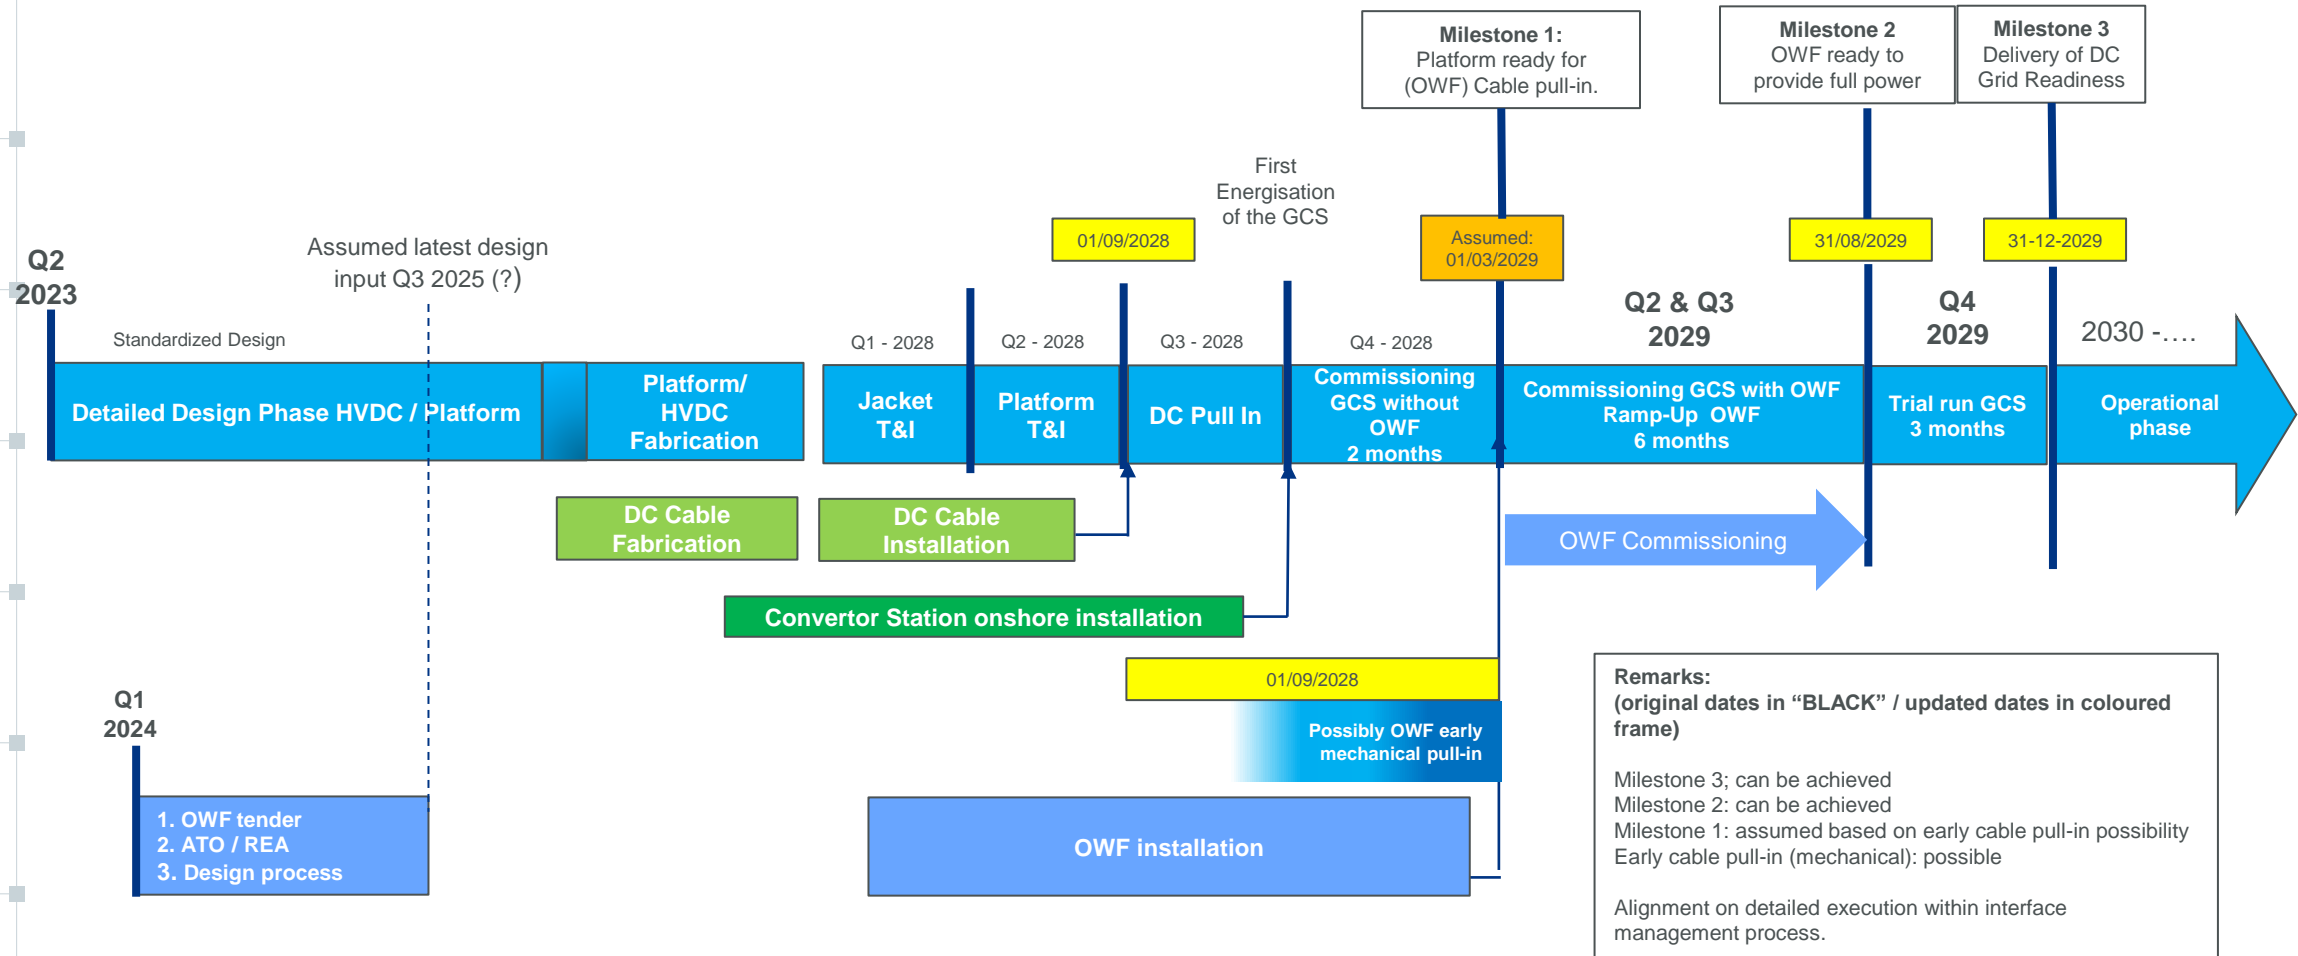 Milestone 1:
Platform ready for
(OWF) Cable pull-in.
Milestone 2
OWF ready to
provide full power
Milestone 3
Delivery of DC
Grid Readiness
First
Energisation
of the GCS
01/09/2028
Assumed:
01/03/2029
31/08/2029
31-12-2029
Q2
2023
Assumed latest design
input Q3 2025 (?)
Standardized Design
Q1 - 2028
Q2 - 2028
Q3 - 2028
Q4 - 2028
Q2 & Q3
2029
Q4
2029
2030 -….
Detailed Design Phase HVDC / Platform
Platform/
HVDC
Fabrication
Jacket
T&I
Platform
T&I
DC Pull In
Commissioning
GCS without
OWF
2 months
Commissioning GCS with OWF
Ramp-Up OWF
6 months
Trial run GCS
3 months
Operational
phase
DC Cable
Fabrication
DC Cable
Installation
OWF Commissioning
Convertor Station onshore installation
01/09/2028
Possibly OWF early
mechanical pull-in
Q1
2024
1. OWF tender
2. ATO / REA
3. Design process
OWF installation
Remarks:
(original dates in “BLACK” / updated dates in coloured
frame)
Milestone 3; can be achieved
Milestone 2: can be achieved
Milestone 1: assumed based on early cable pull-in possibility
Early cable pull-in (mechanical): possible
Alignment on detailed execution within interface
management process.